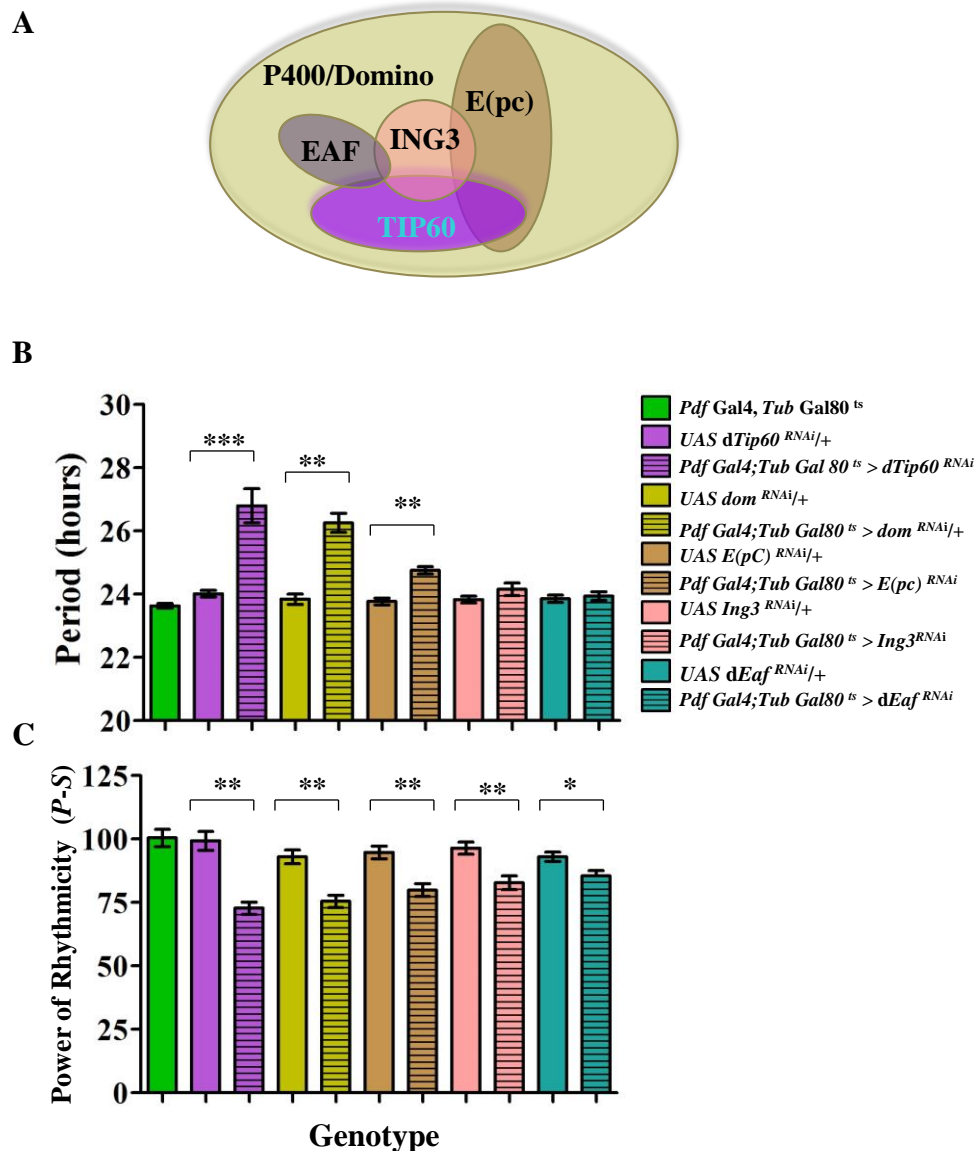 A
P400/Domino
E(pc)
EAF
ING3
TIP60
B
Period (hours)
30
28
26
24
22
20
***
**
**
Pdf Gal4, Tub Gal80 ts
UAS dTip60 RNAi/+
Pdf Gal4;Tub Gal 80 ts > dTip60 RNAi
UAS dom RNAi/+
Pdf Gal4;Tub Gal80 ts > dom RNAi/+
UAS E(pC) RNAi/+
Pdf Gal4;Tub Gal80 ts > E(pc) RNAi
UAS Ing3 RNAi/+
Pdf Gal4;Tub Gal80 ts > Ing3RNAi
UAS dEaf RNAi/+
Pdf Gal4;Tub Gal80 ts > dEaf RNAi
C
Power of Rhythmicity (P-S)
125
100
75
50
25
0
**
**
**
**
*
Genotype